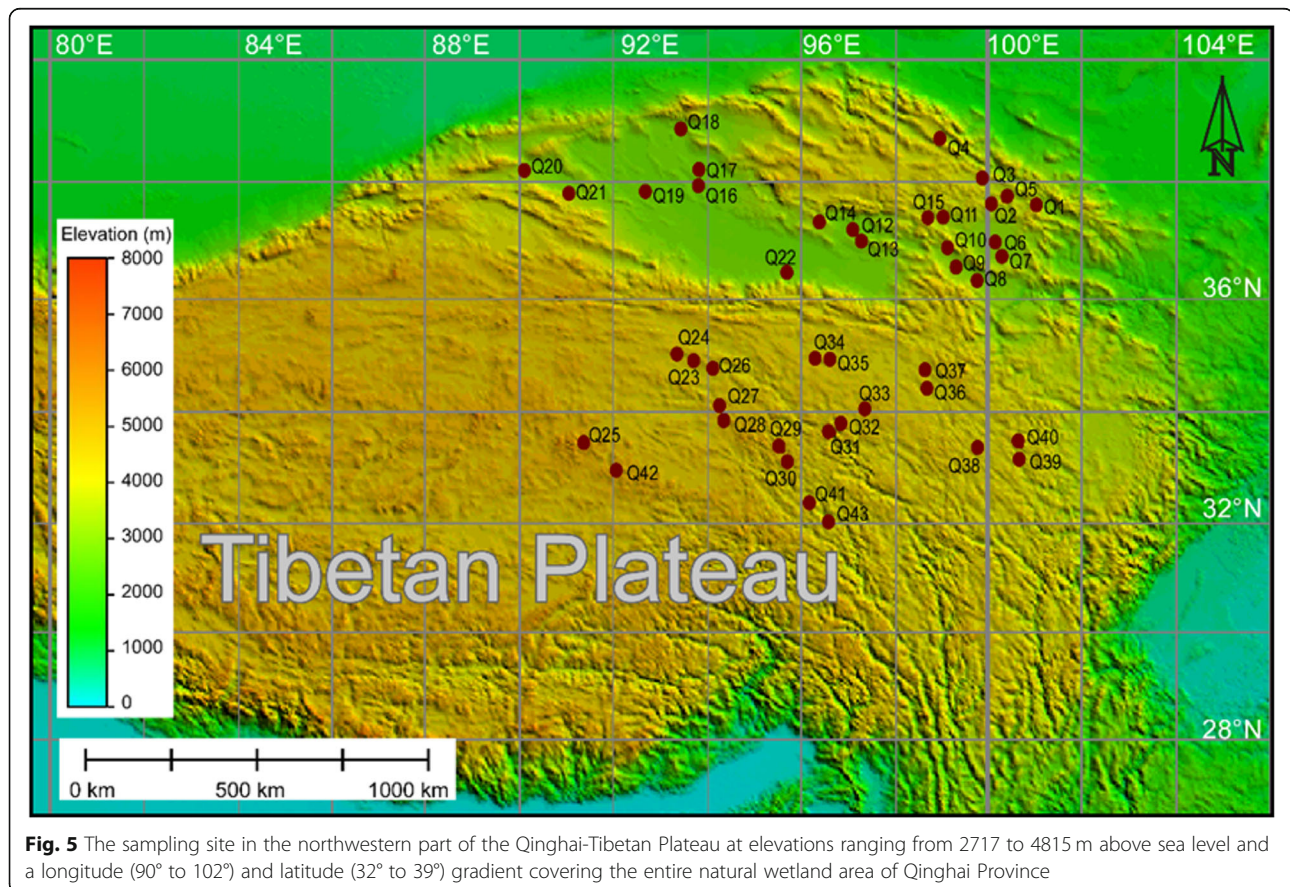 80°E 84°E 88°E 92°E 96°E 100°E 104°E
N
Q18
Q4
Q20
Q17
Q3
Q21
Q19
Q16
Q5
Q2
Q1
Q15
Q11
Q14
Q12
Q13
Q10
Q6
Q7
Q9
Q8
Q22
36°N
Elevation (m)
8000
7000
6000
5000
4000
3000
2000
1000
0
Q24
Q23
Q26
Q34
Q35
Q37
Q36
Q27
Q28
Q33
Q32
Q31
Q29
Q30
Q25
Q42
Q40
Q38
Q39
Q41
Q43
32°N
Tibetan Plateau
28°N
0 km 500 km 1000 km
Fig. 5 The sampling site in the northwestern part of the Qinghai-Tibetan Plateau at elevations ranging from 2717 to 4815 m above sea level and
a longitude (90° to 102°) and latitude (32° to 39°) gradient covering the entire natural wetland area of Qinghai Province